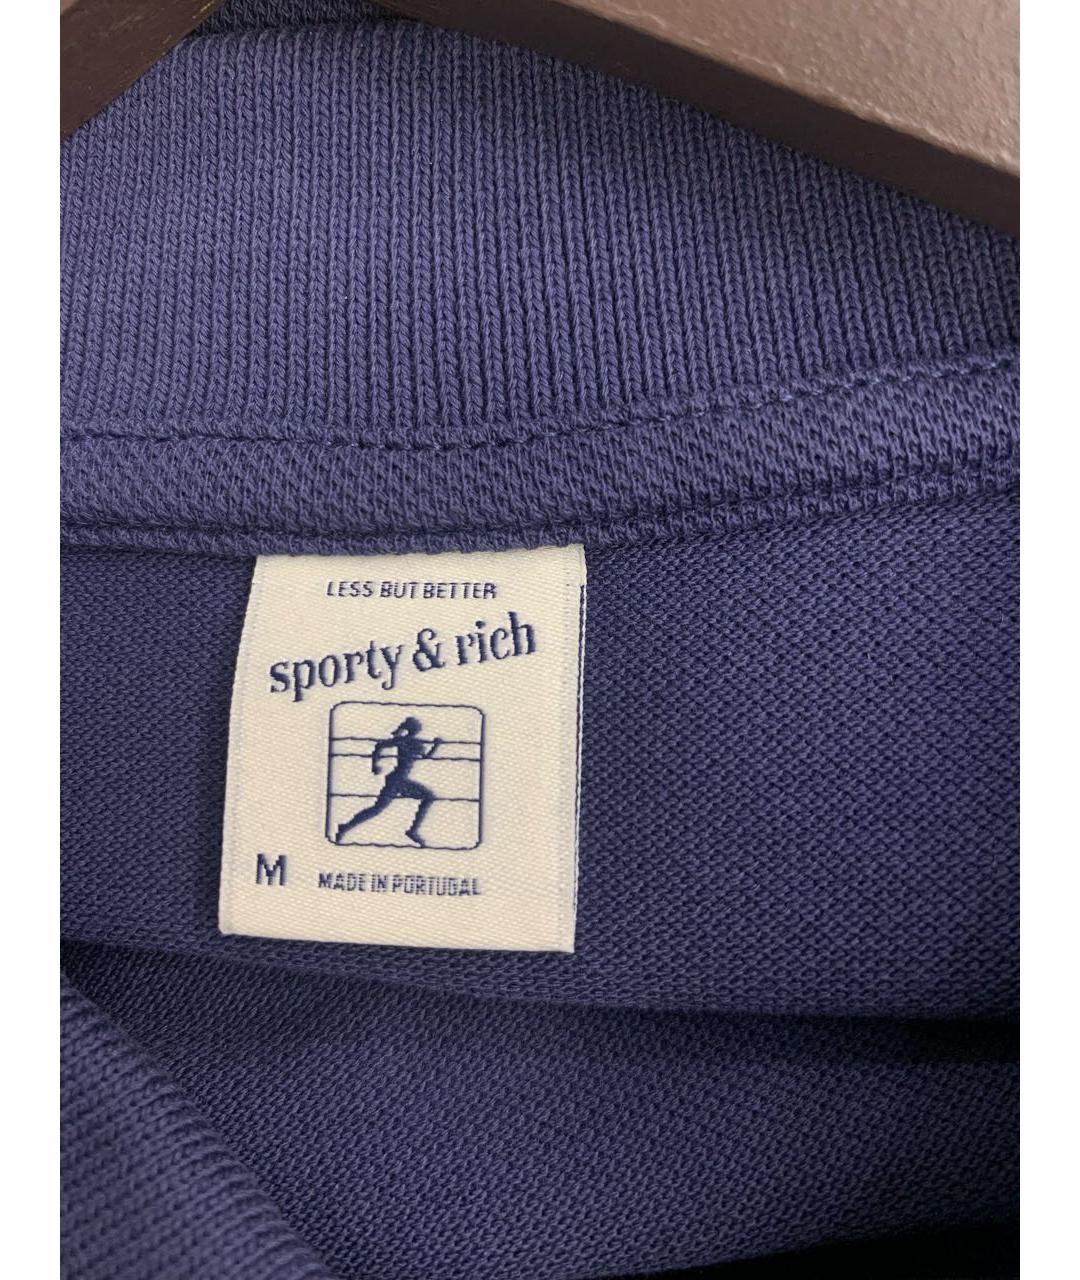 LESS BUT BETTER
sporty & rich
M MADE IN PORTUGAL